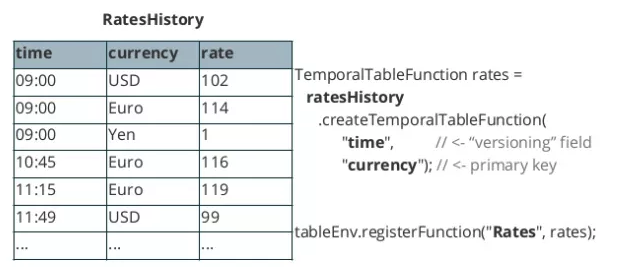 RatesHistory
time currency rate
09:00 USD 102
09:00 Euro 114
09:00 Yen 1
10:45 Euro 116
11:15 Euro 119
11:49 USD 99
... ... ...
TemporalTableFunction rates =
ratesHistory
.createTemporalTableFunction(
"time", // <- “versioning” field
"currency"); // <- primary key
tableEnv.registerFunction("Rates", rates);